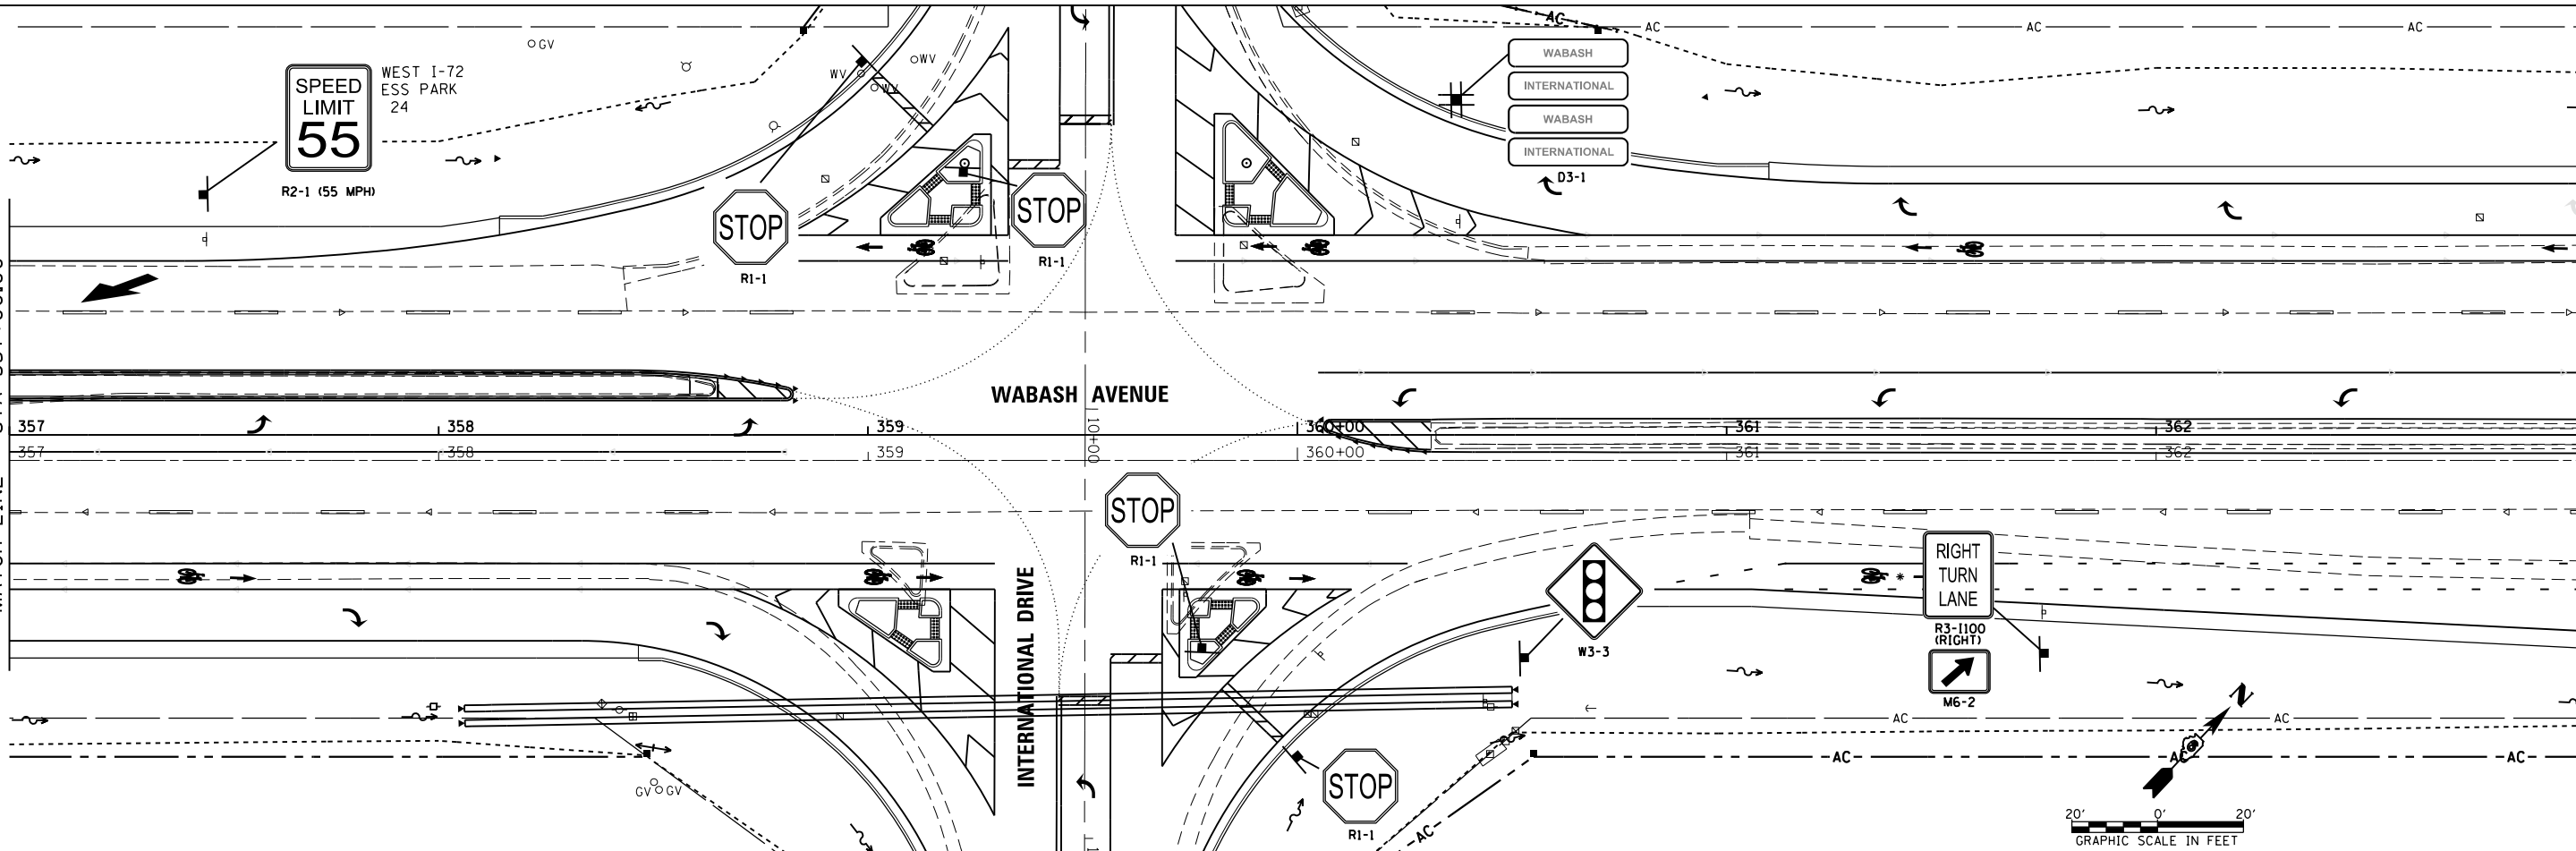 AC
AC
AC
AC
GV
WV
WV
WV
WEST I-72
ESS PARK
24
SPEED
LIMIT
55
R2-1 (55 MPH)
WABASH
INTERNATIONAL
WABASH
INTERNATIONAL
D3-1
STOP
R1-1
STOP
R1-1
WABASH AVENUE
357
358
359
360+00
361
362
357
358
359
360+00
361
362
10+00
STOP
R1-1
INTERNATIONAL DRIVE
W3-3
RIGHT
TURN
LANE
R3-I100
(RIGHT)
M6-2
N
AC
AC
AC
AC
AC
AC
GV
GV
STOP
R1-1
20' 0' 20'
GRAPHIC SCALE IN FEET